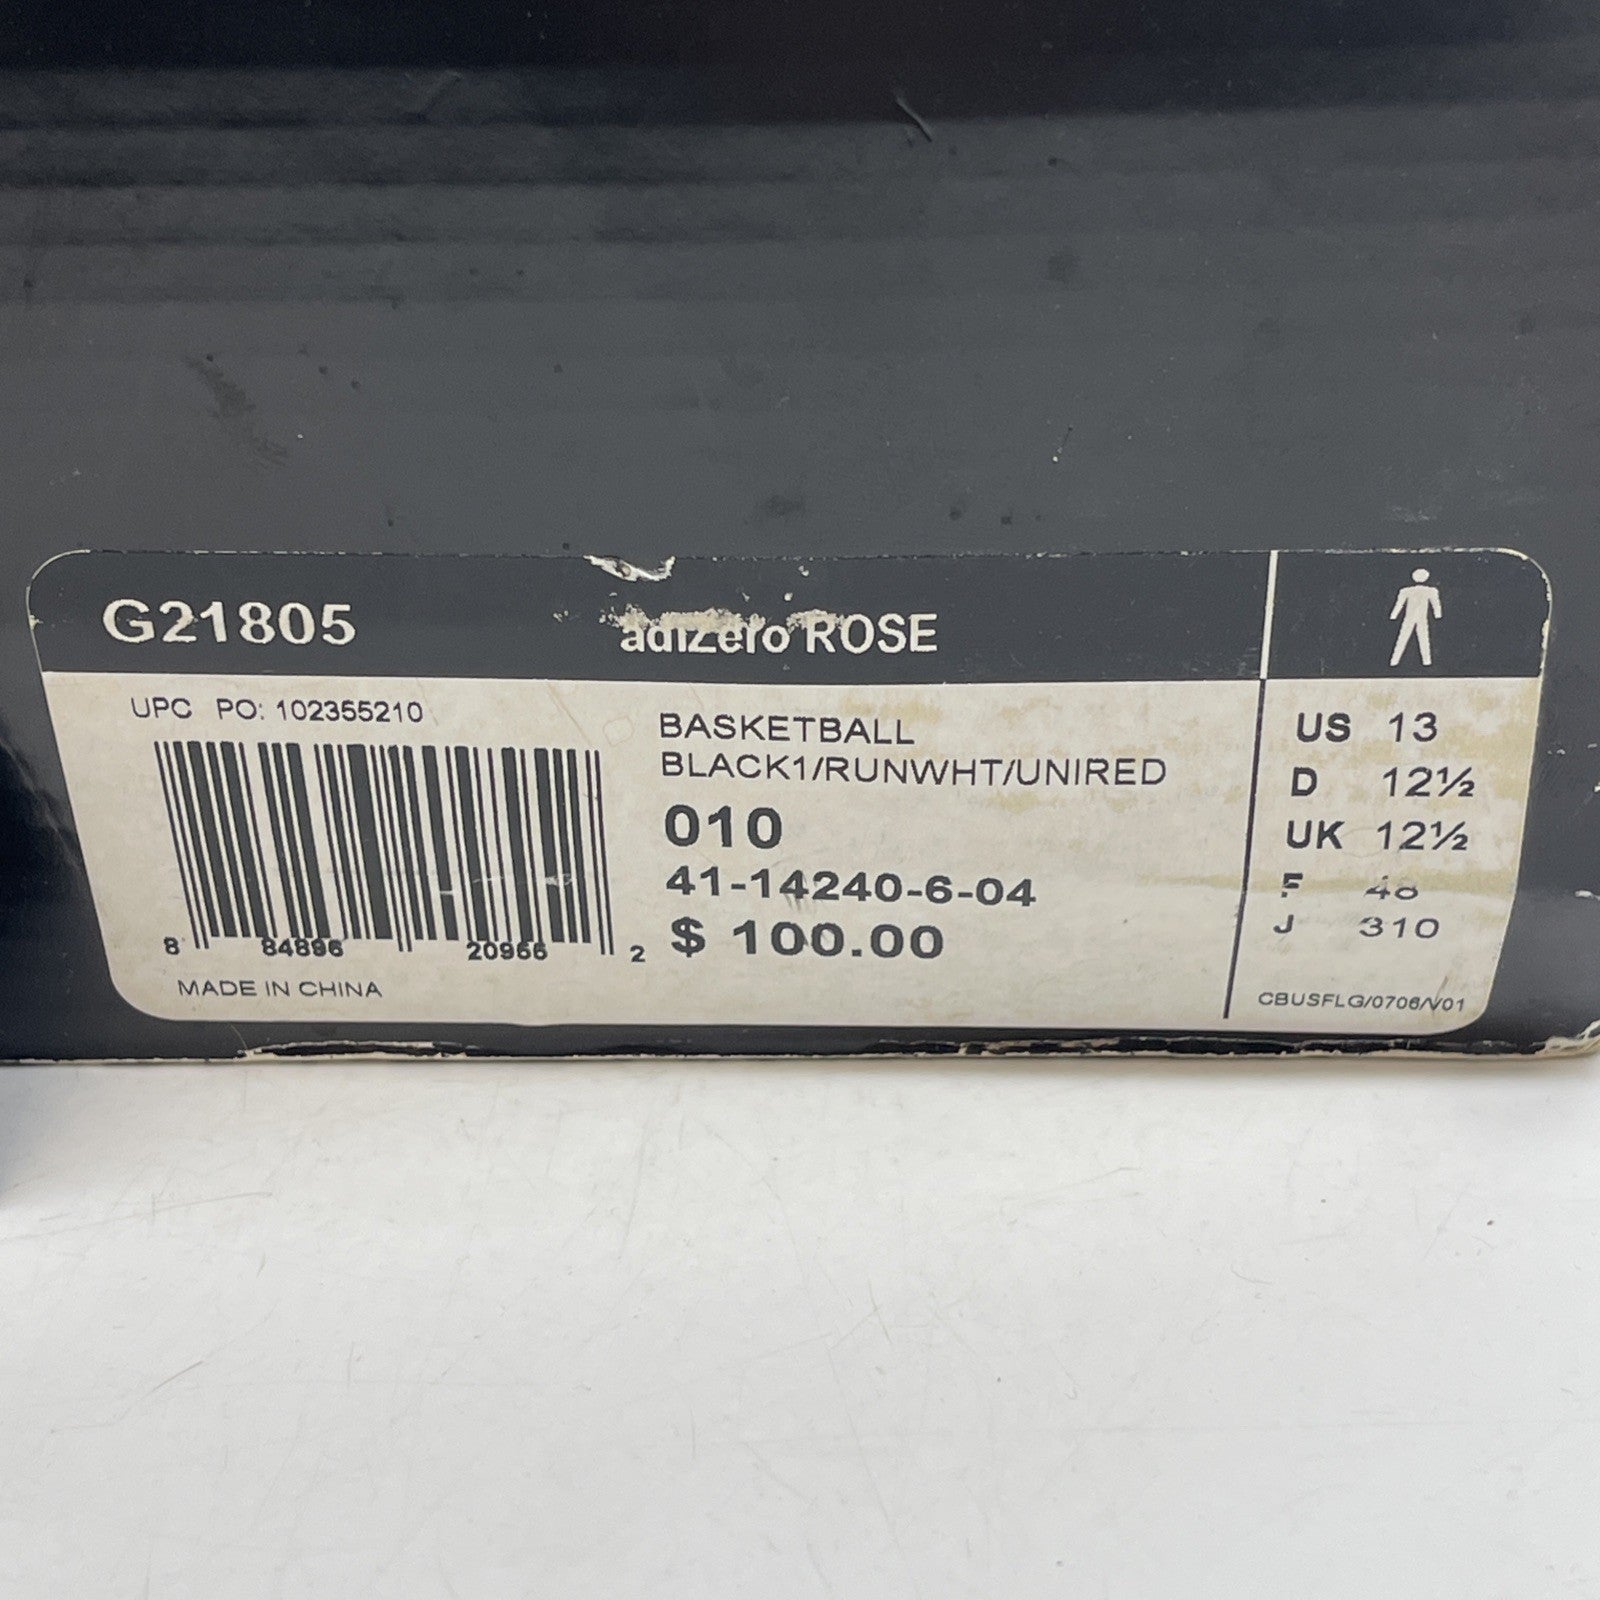 G21805
adizero ROSE
UPC PO: 102355210
8 84896 20966 2
MADE IN CHINA
BASKETBALL
BLACK1/RUNWHT/UNIRED
010
41-14240-6-04
$ 100.00
US 13
D 12½
UK 12½
F 48
J 310
CBUSFLG/0706/V01